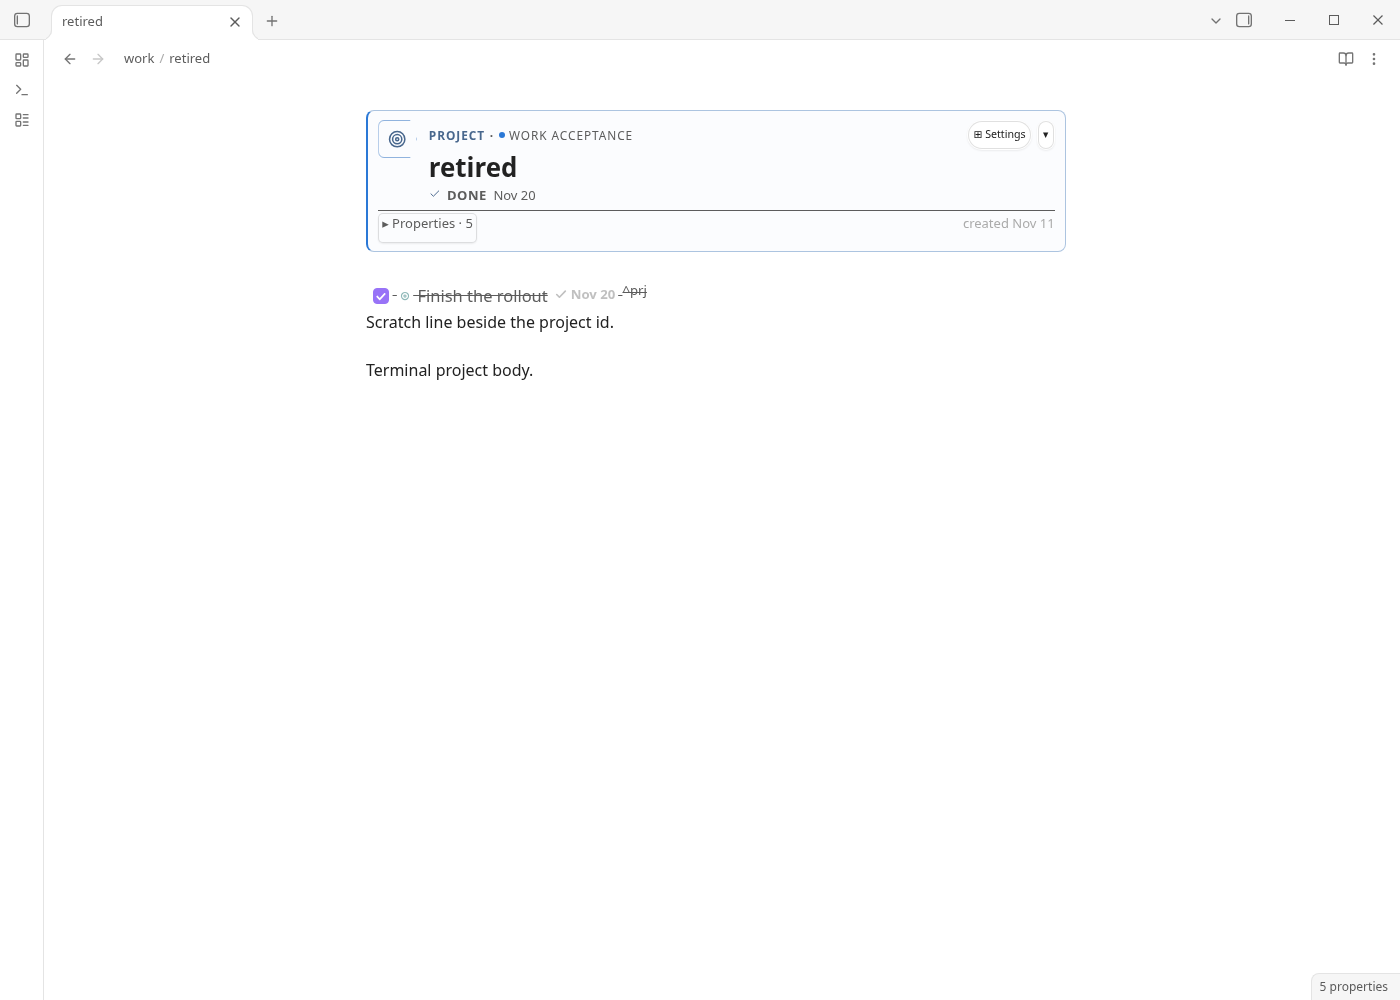 retired
work / retired
PROJECT · WORK ACCEPTANCE
Settings
retired
DONE Nov 20
Properties · 5
created Nov 11
Finish the rollout Nov 20 ^prj
Scratch line beside the project id.
Terminal project body.
5 properties